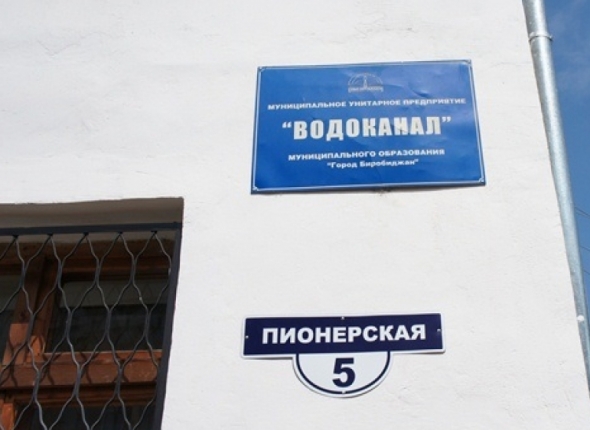 МУНИЦИПАЛЬНОЕ УНИТАРНОЕ ПРЕДПРИЯТИЕ
“ВОДОКАНАЛ”
МУНИЦИПАЛЬНОГО ОБРАЗОВАНИЯ
“Город Биробиджан”
ПИОНЕРСКАЯ
5